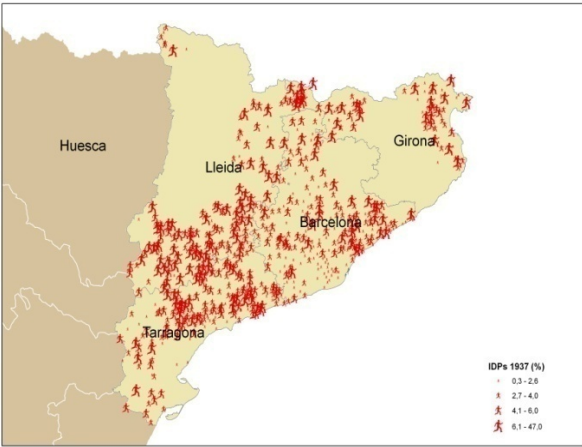 Huesca
Girona
Lleida
Barcelona
Tarragona
IDPs 1937 (%)
0,3 - 2,6
2,7 - 4,0
4,1 - 6,0
6,1 - 47,0